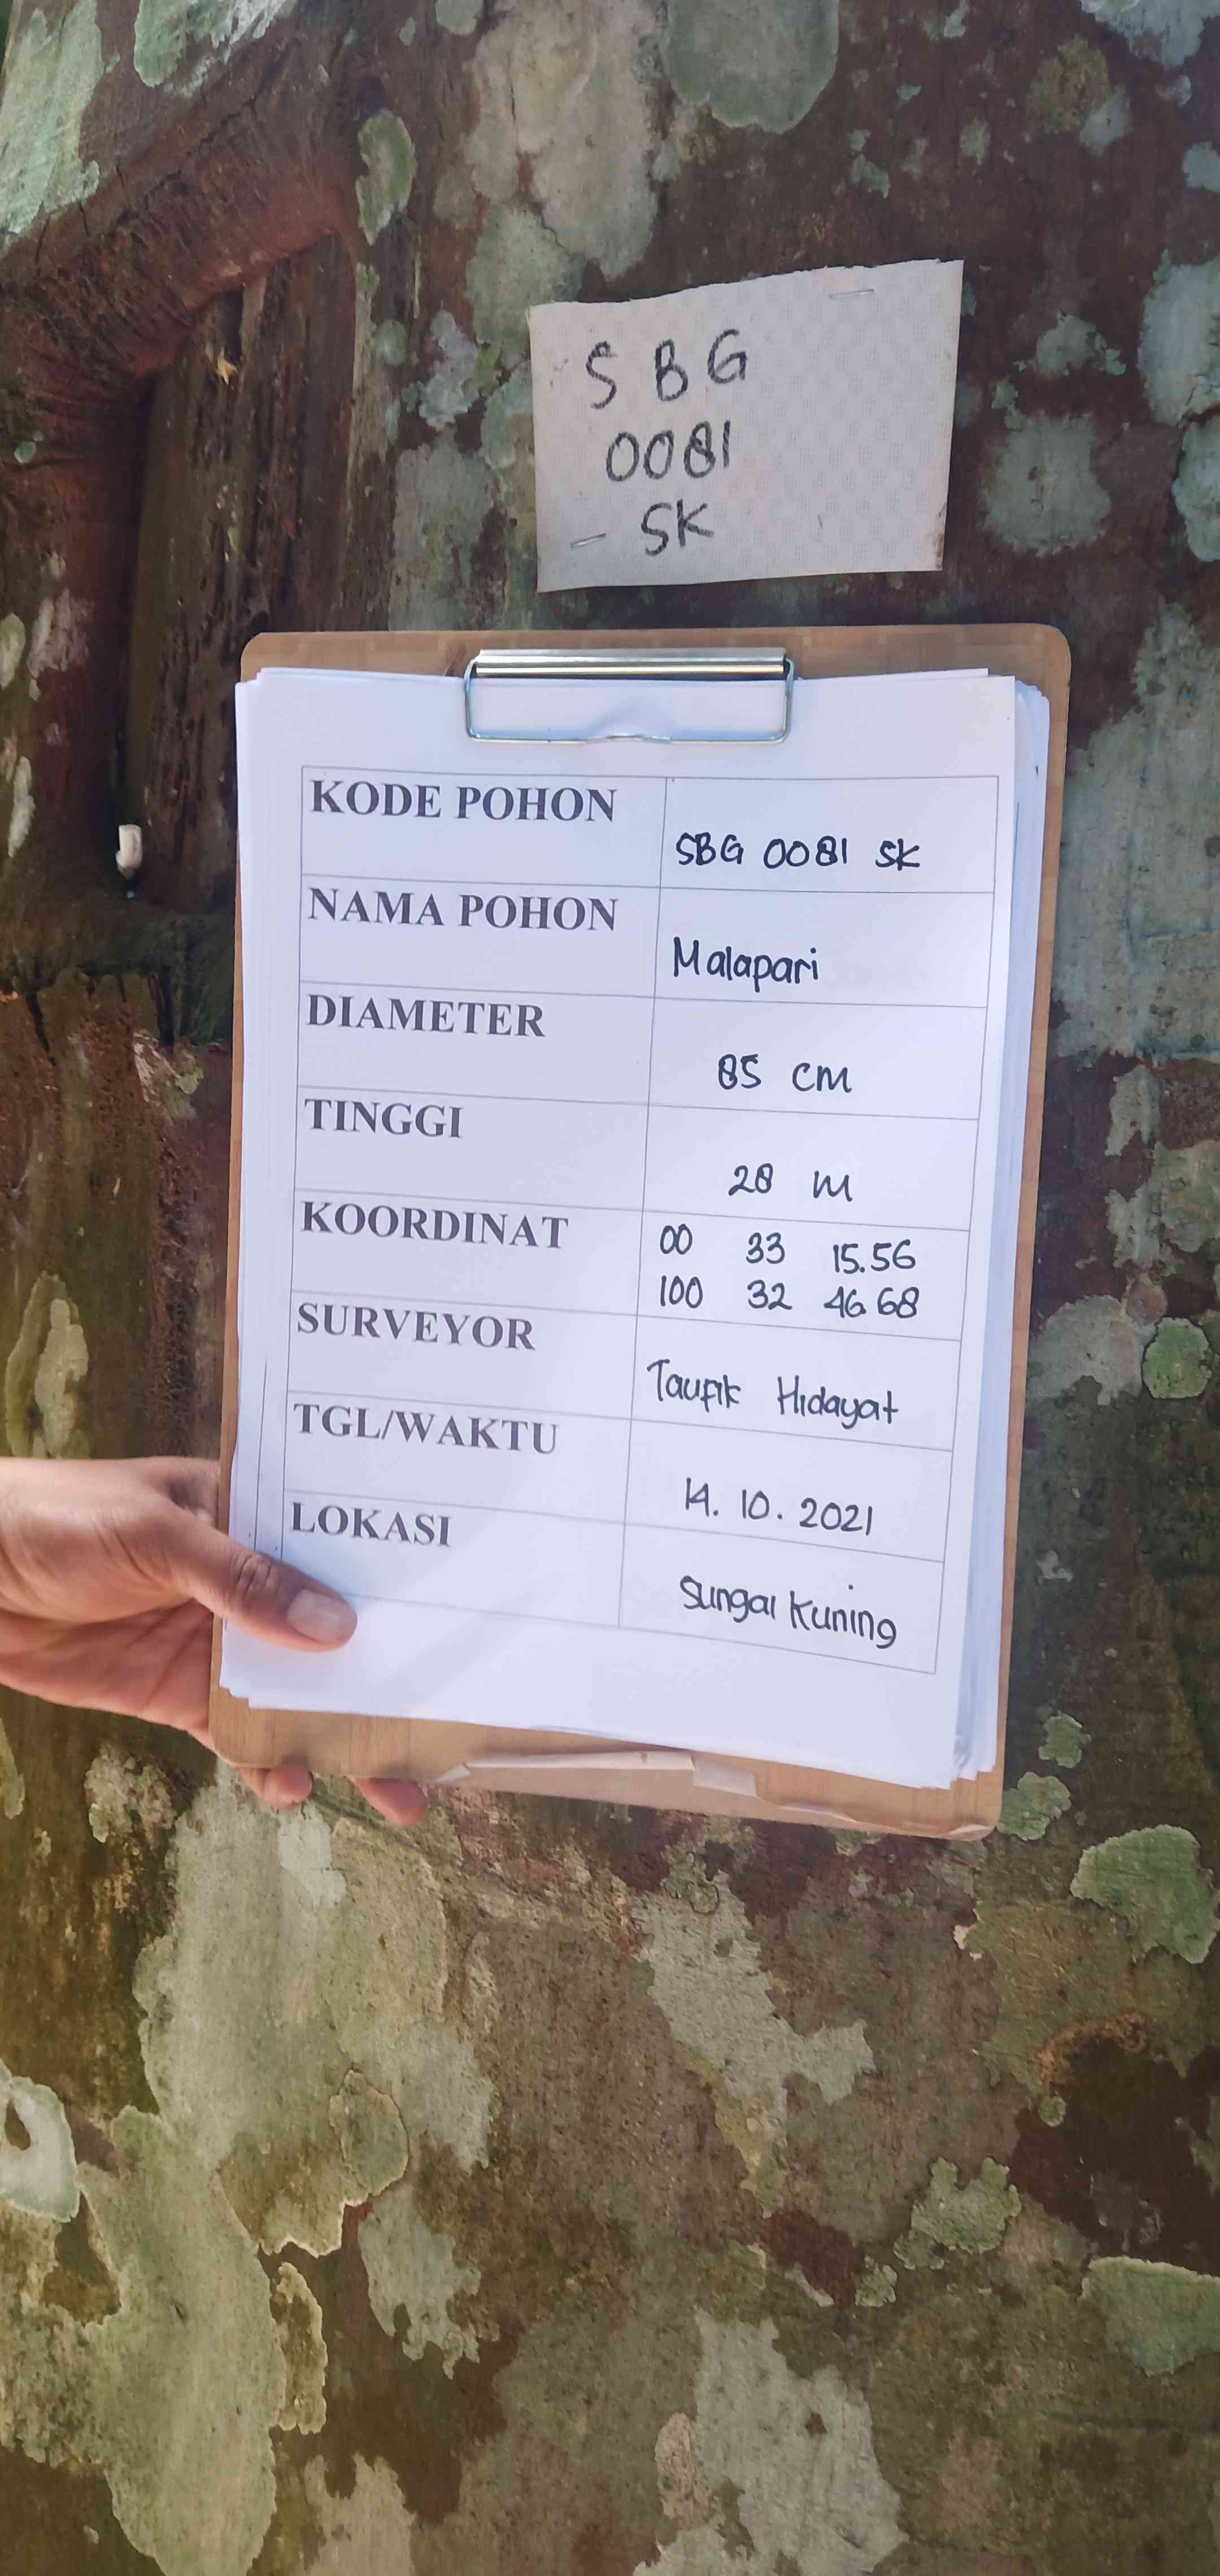 SBG
0081
SK
KODE POHON
SBG 0081 SK
NAMA POHON
Malapari
DIAMETER
85 cm
TINGGI
28 m
KOORDINAT
00 33 15.56
100 32 46 68
SURVEYOR
Taufik Hidayat
TGL/WAKTU
14. 10. 2021
LOKASI
Sungai Kuning